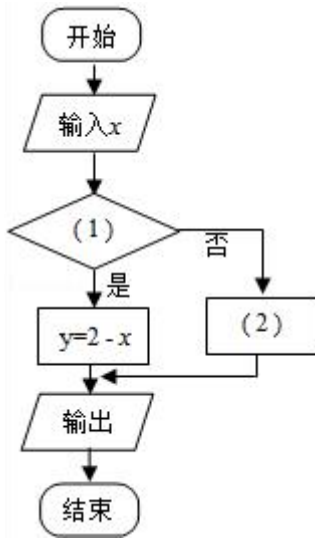 开始
输入x
(1)
否
是
y=2-x
(2)
输出
结束